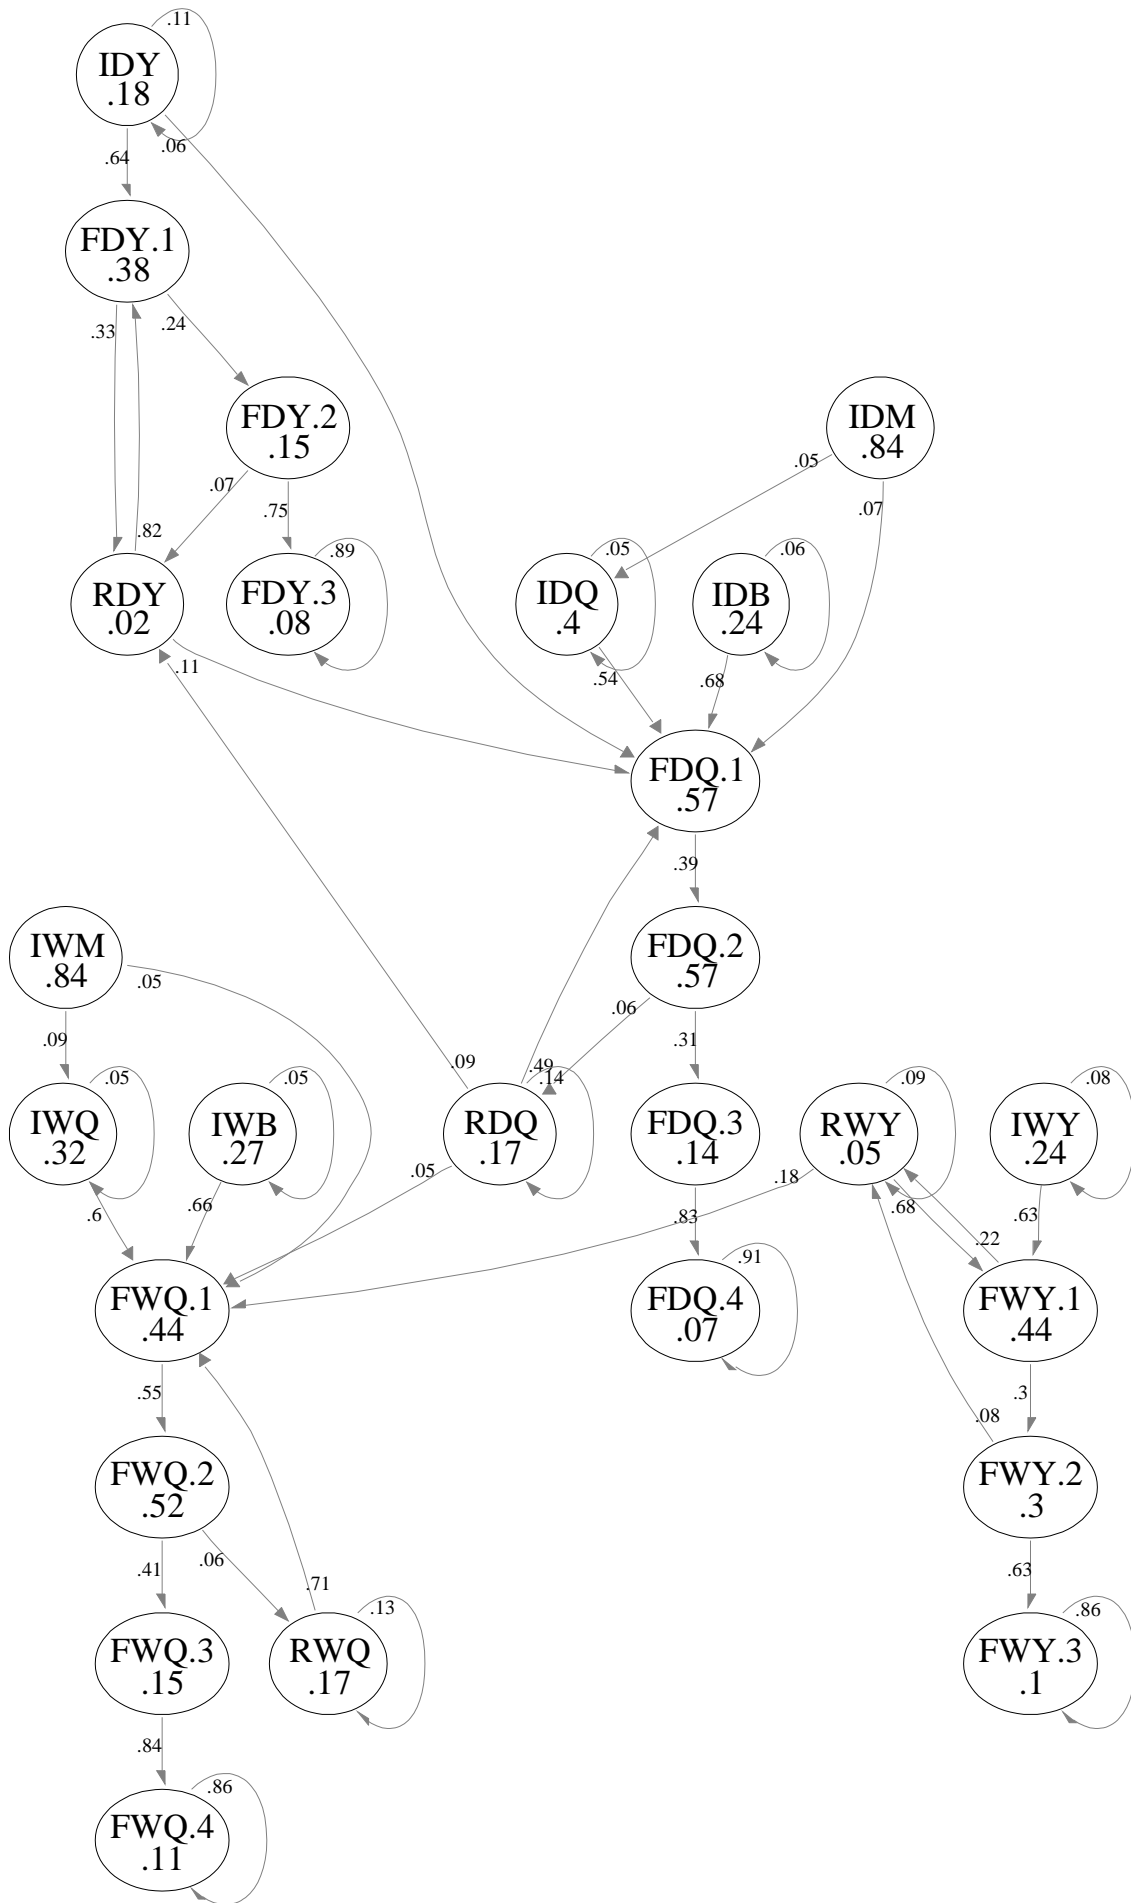 .11
IDY
.18
.06
.64
FDY.1
.38
.33
.24
FDY.2
.15
IDM
.84
.07
.05
.75
.07
.82
.89
.05
.06
RDY
.02
FDY.3
.08
IDQ
.4
IDB
.24
.11
.54
.68
FDQ.1
.57
.39
IWM
.84
FDQ.2
.57
.05
.06
.09
.31
.09
.49
.14
.05
.05
.09
.08
IWQ
.32
IWB
.27
RDQ
.17
FDQ.3
.14
RWY
.05
IWY
.24
.05
.18
.6
.66
.83
.68
.63
.22
.91
FWQ.1
.44
FDQ.4
.07
FWY.1
.44
.55
.3
.08
FWQ.2
.52
FWY.2
.3
.41
.06
.63
.71
.13
.86
FWQ.3
.15
RWQ
.17
FWY.3
.1
.84
.86
FWQ.4
.11